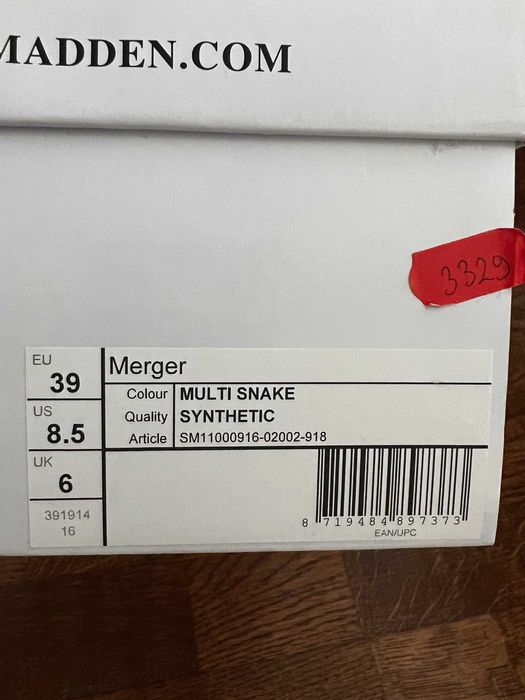 MADDEN.COM
3329
EU
39
US
8.5
UK
6
391914
16
Merger
Colour MULTI SNAKE
Quality SYNTHETIC
Article SM11000916-02002-918
8 719484 897373
EAN/UPC